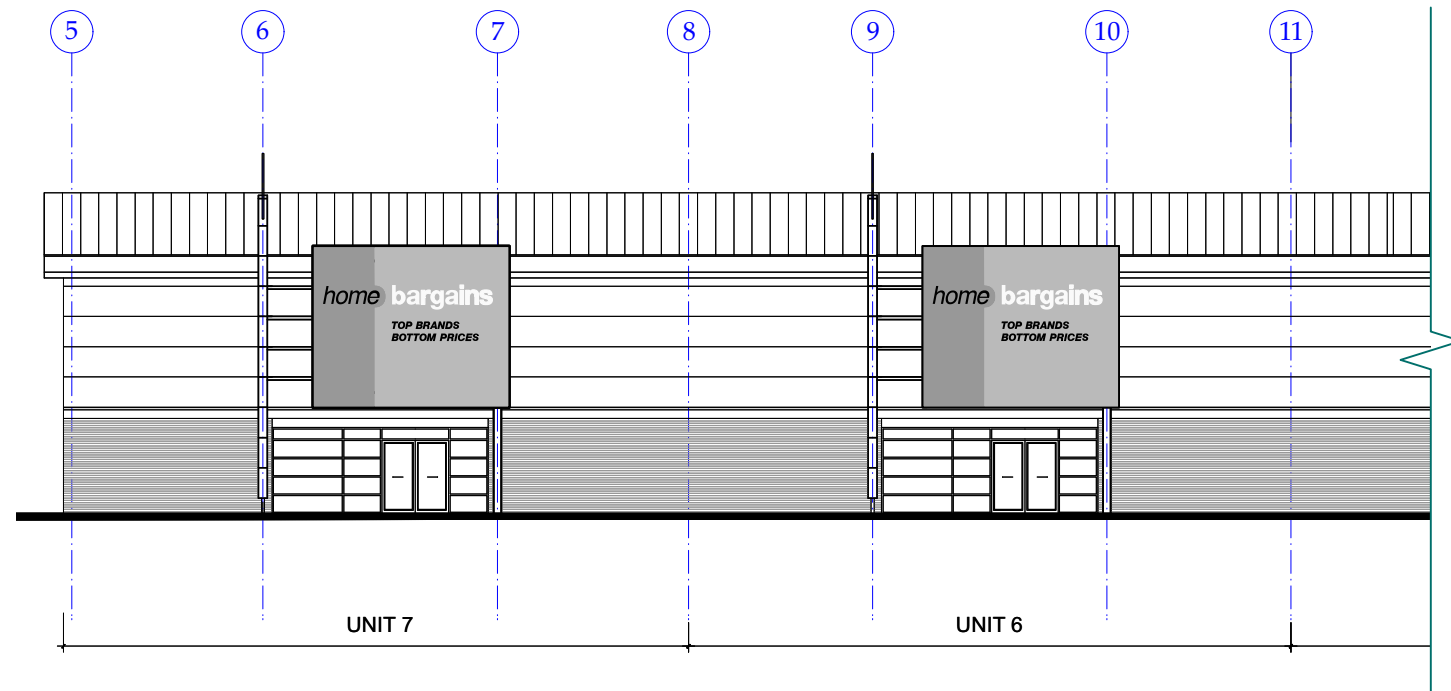 5 6 7 8 9 10 11
home bargains
TOP BRANDS
BOTTOM PRICES
home bargains
TOP BRANDS
BOTTOM PRICES
UNIT 7 UNIT 6